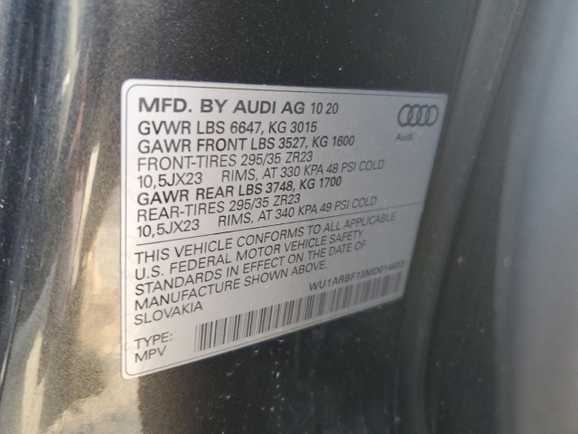 MFD. BY AUDI AG 10 20
GVWR LBS 6647, KG 3015
GAWR FRONT LBS 3527, KG 1600
FRONT-TIRES 295/35 ZR23
10,5JX23 RIMS, AT 330 KPA 48 PSI COLD
GAWR REAR LBS 3748, KG 1700
REAR-TIRES 295/35 ZR23
10,5JX23 RIMS, AT 340 KPA 49 PSI COLD
THIS VEHICLE CONFORMS TO ALL APPLICABLE
U.S. FEDERAL MOTOR VEHICLE SAFETY
STANDARDS IN EFFECT ON THE DATE OF
MANUFACTURE SHOWN ABOVE.
SLOVAKIA
TYPE:
MPV
Audi